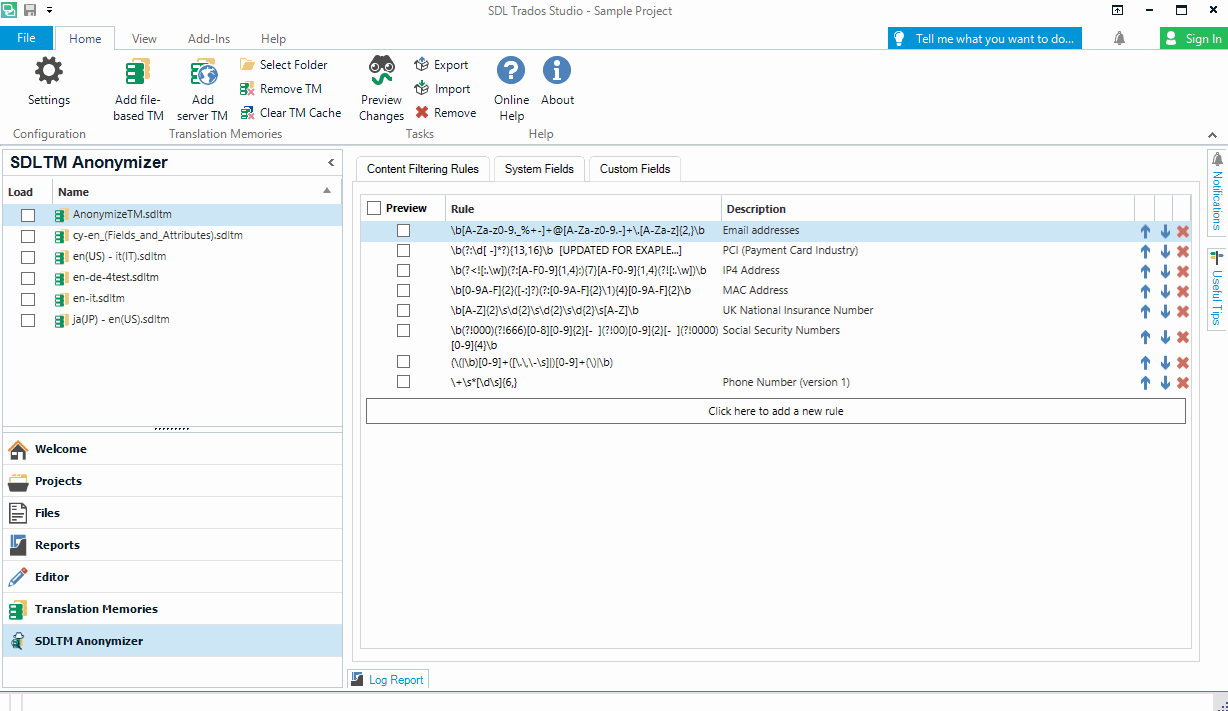 SDL Trados Studio - Sample Project
File Home View Add-Ins Help
Tell me what you want to do...
Sign In
Settings
Configuration
Add file-
based TM
Add
server TM
Select Folder
Remove TM
Clear TM Cache
Translation Memories
Preview
Changes
Export
Import
Remove
Tasks
Online
Help
About
Help
SDLTM Anonymizer
Load Name
AnonymizeTM.sdltm
cy-en_(Fields_and_Attributes).sdltm
en(US) - it(IT).sdltm
en-de-4test.sdltm
en-it.sdltm
ja(JP) - en(US).sdltm
Welcome
Projects
Files
Reports
Editor
Translation Memories
SDLTM Anonymizer
Content Filtering Rules System Fields Custom Fields
Preview Rule Description
\b[A-Za-z0-9._%+-]+@[A-Za-z0-9.-]+\.[A-Za-z]{2,}\b Email addresses
\b(?:\d[ -]*?){13,16}\b [UPDATED FOR EXAPLE...] PCI (Payment Card Industry)
\b(?<![:.\w])(?:[A-F0-9]{1,4}:){7}[A-F0-9]{1,4}(?![:.\w])\b IP4 Address
\b[0-9A-F]{2}([-:]?)(?:[0-9A-F]{2}\1){4}[0-9A-F]{2}\b MAC Address
\b[A-Z]{2}\s\d{2}\s\d{2}\s\d{2}\s[A-Z]\b UK National Insurance Number
\b(?!000)(?!666)[0-8][0-9]{2}[- ](?!00)[0-9]{2}[- ](?!0000) Social Security Numbers
[0-9]{4}\b
(\(|\b)[0-9]+([\.\,\-\s]|)[0-9]+(\)|\b)
\+\s*[\d\s]{6,} Phone Number (version 1)
Click here to add a new rule
Log Report
Notifications
Useful Tips